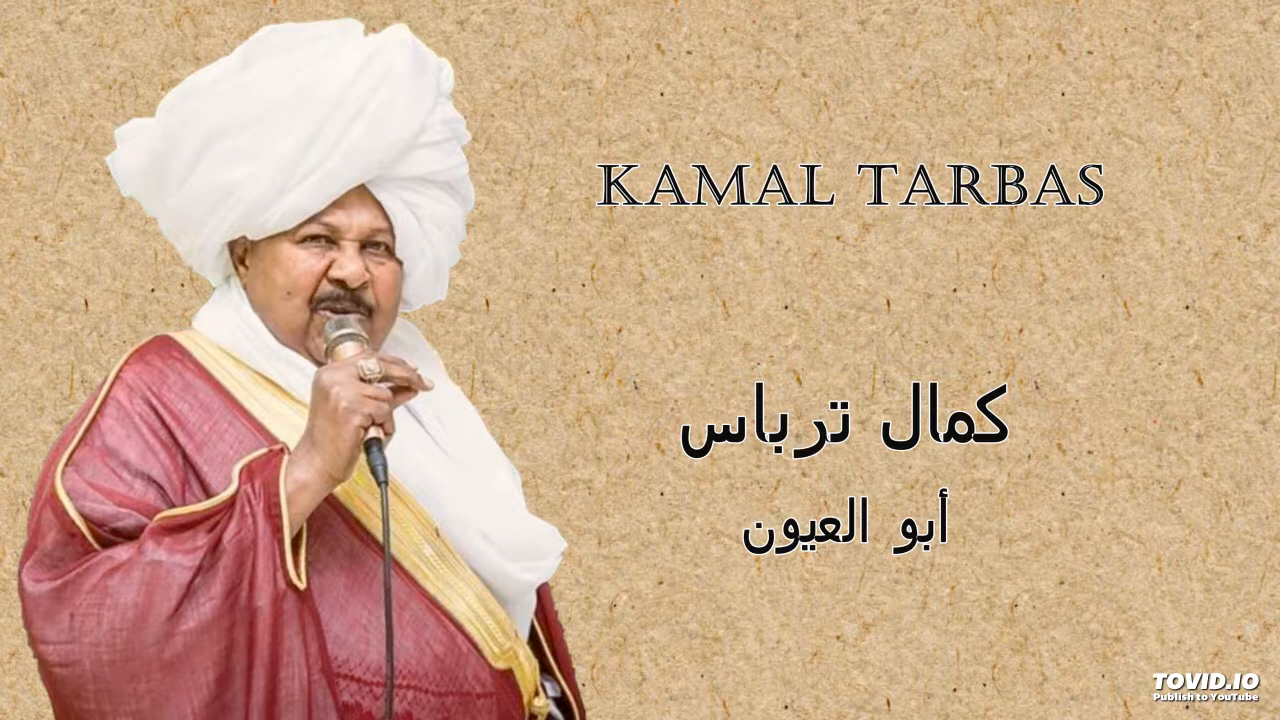 KAMAL TARBAS
كمال ترباس
أبو العيون
TOVID.IO
Publish to YouTube